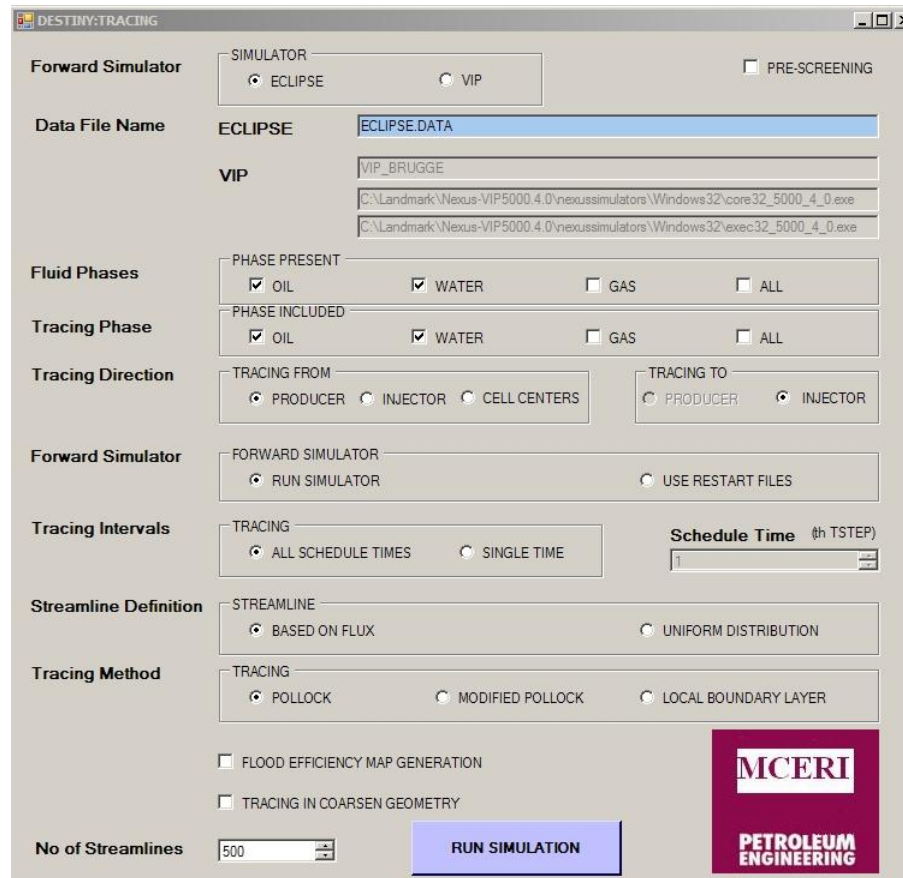 DESTINY:TRACING
Forward Simulator
SIMULATOR
ECLIPSE
VIP
PRE-SCREENING
Data File Name
ECLIPSE
ECLIPSE.DATA
VIP
VIP_BRUGGE
C:\Landmark\Nexus-VIP5000.4.0\nexussimulators\Windows32\core32_5000_4_0.exe
C:\Landmark\Nexus-VIP5000.4.0\nexussimulators\Windows32\exec32_5000_4_0.exe
Fluid Phases
PHASE PRESENT
OIL
WATER
GAS
ALL
Tracing Phase
PHASE INCLUDED
OIL
WATER
GAS
ALL
Tracing Direction
TRACING FROM
PRODUCER
INJECTOR
CELL CENTERS
TRACING TO
PRODUCER
INJECTOR
Forward Simulator
FORWARD SIMULATOR
RUN SIMULATOR
USE RESTART FILES
Tracing Intervals
TRACING
ALL SCHEDULE TIMES
SINGLE TIME
Schedule Time (th TSTEP)
1
Streamline Definition
STREAMLINE
BASED ON FLUX
UNIFORM DISTRIBUTION
Tracing Method
TRACING
POLLOCK
MODIFIED POLLOCK
LOCAL BOUNDARY LAYER
FLOOD EFFICIENCY MAP GENERATION
TRACING IN COARSEN GEOMETRY
No of Streamlines
500
RUN SIMULATION
MCERI
PETROLEUM
ENGINEERING